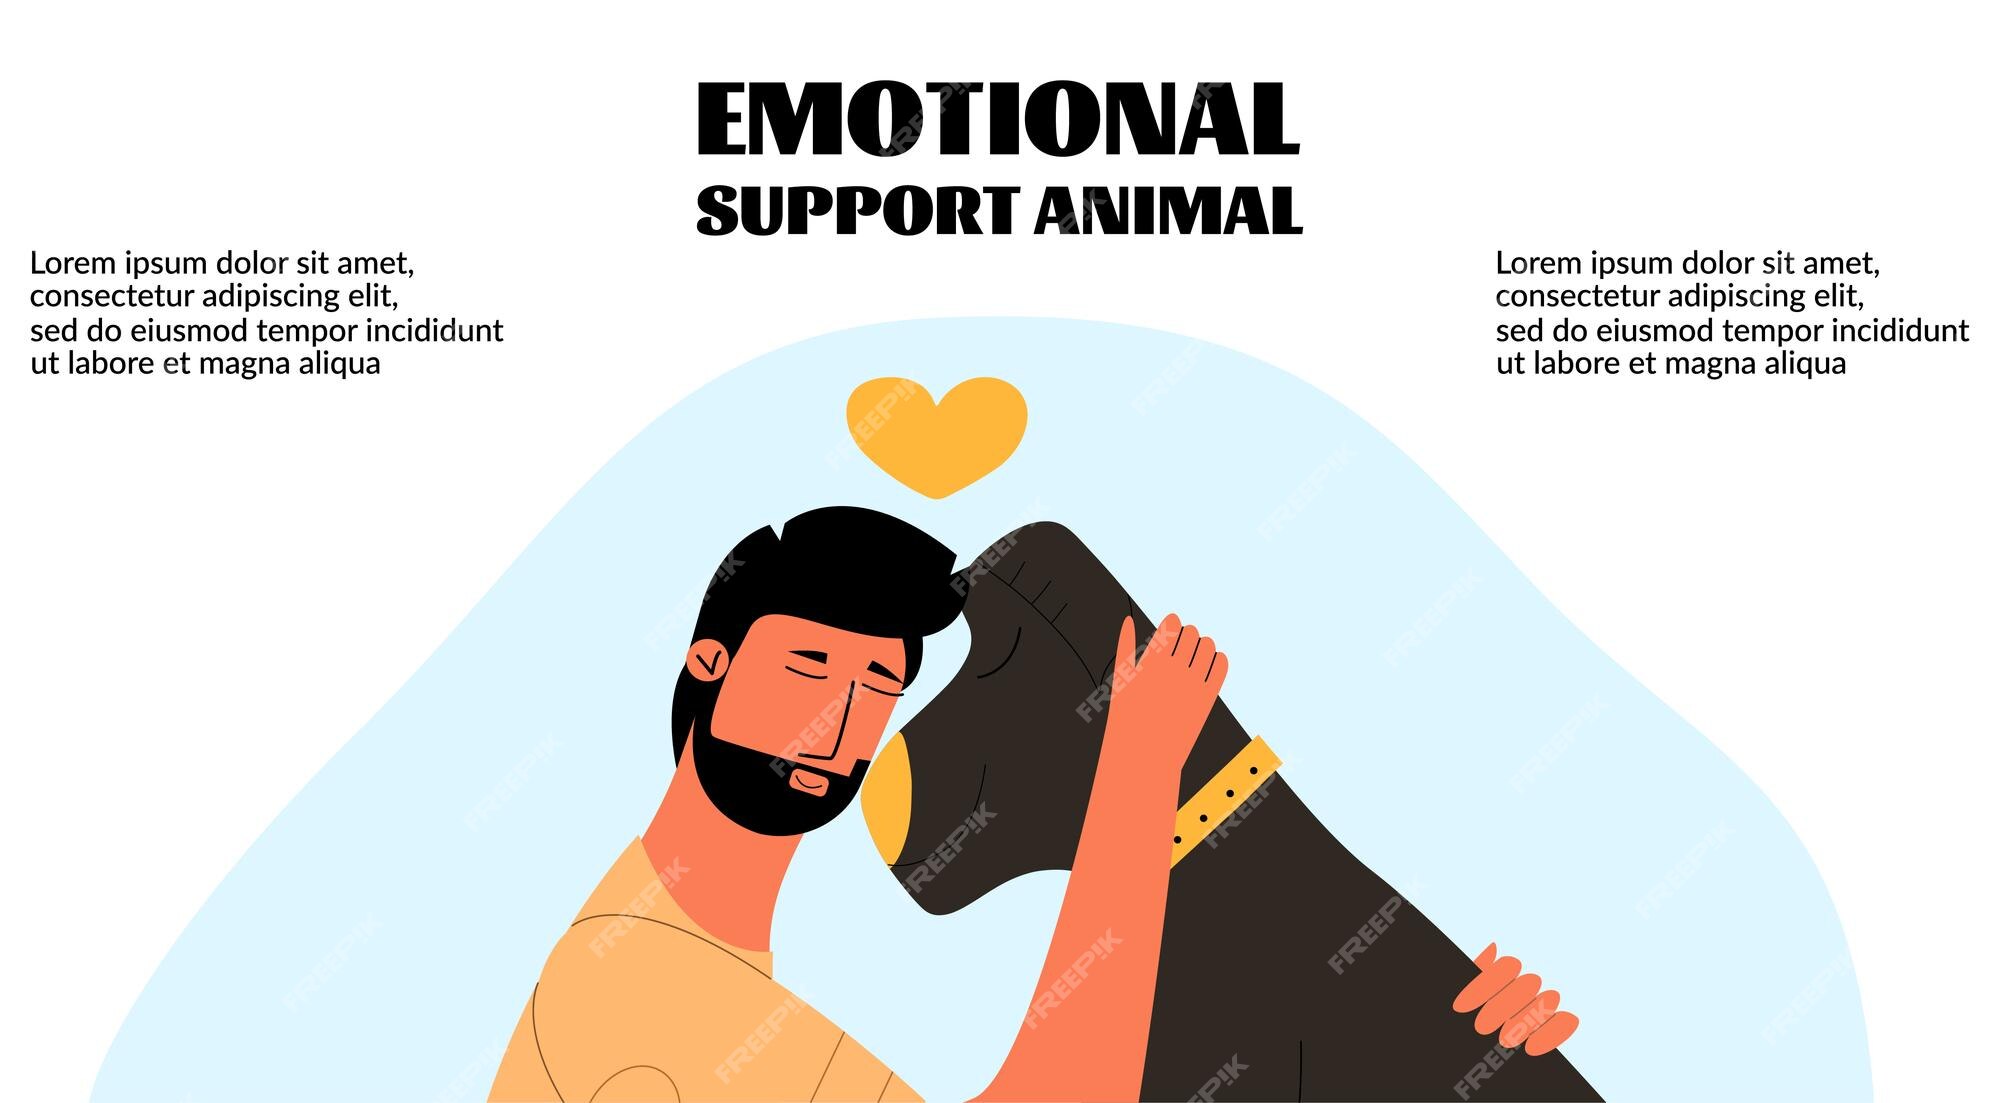 EMOTIONAL
SUPPORT ANIMAL
Lorem ipsum dolor sit amet,
consectetur adipiscing elit,
sed do eiusmod tempor incididunt
ut labore et magna aliqua
Lorem ipsum dolor sit amet,
consectetur adipiscing elit,
sed do eiusmod tempor incididunt
ut labore et magna aliqua
FREEPIK